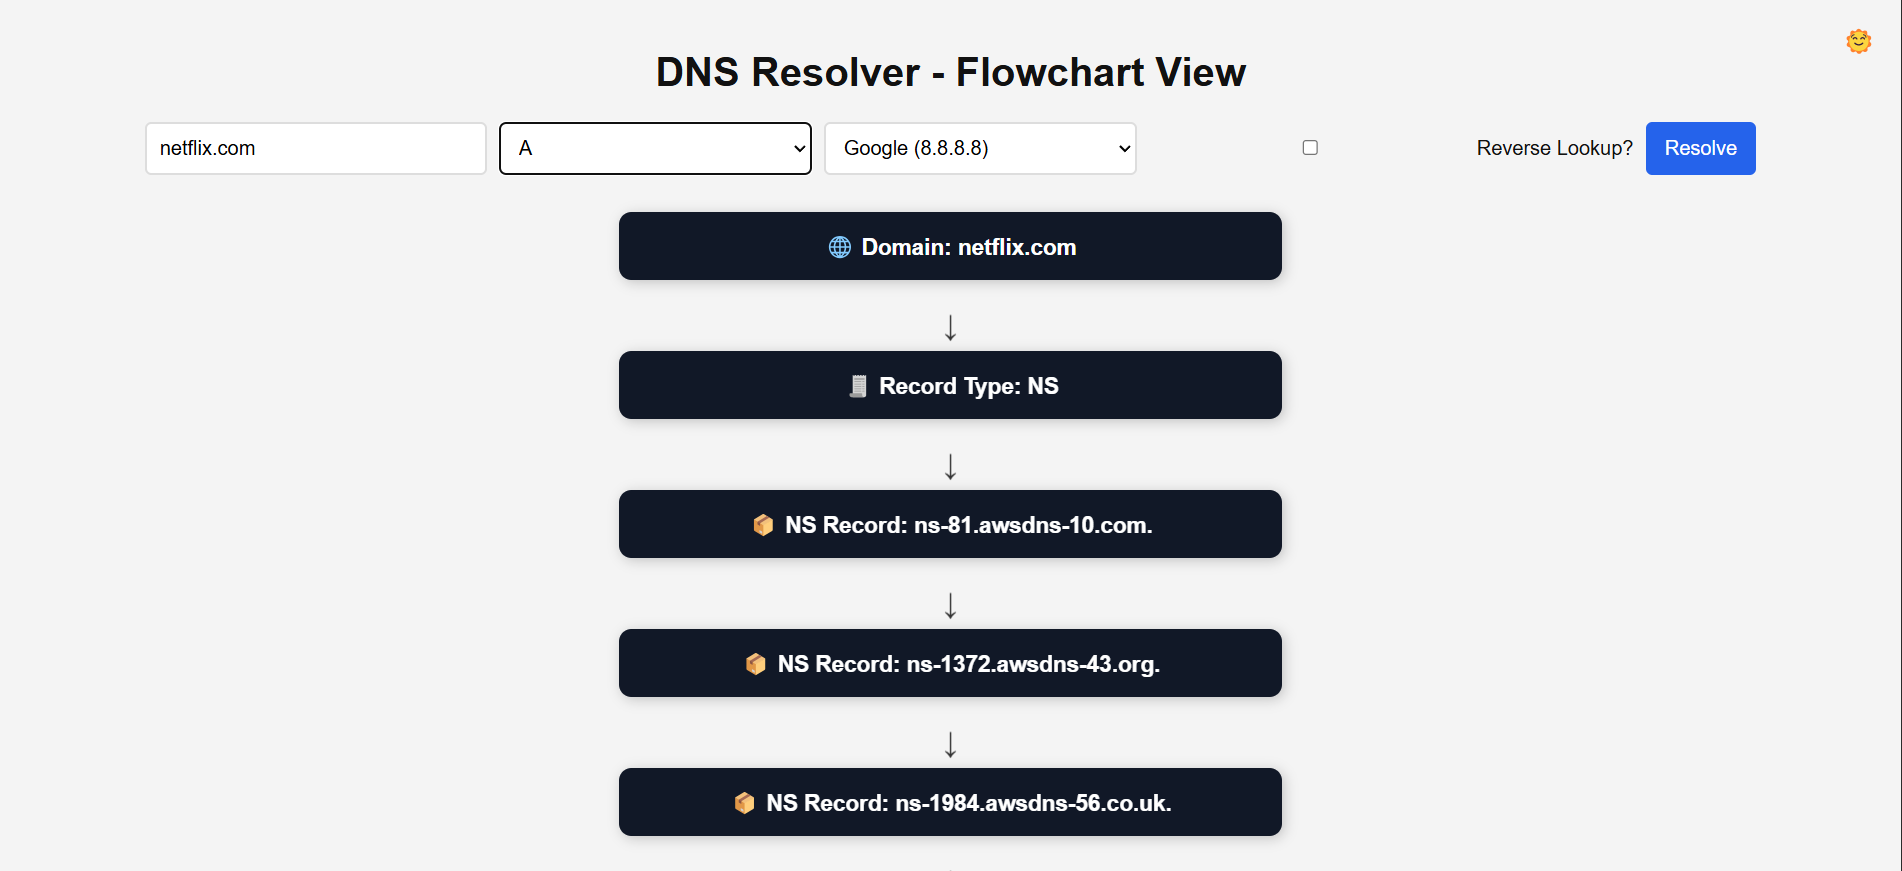 DNS Resolver - Flowchart View
netflix.com
A
Google (8.8.8.8)
Reverse Lookup?
Resolve
Domain: netflix.com
Record Type: NS
NS Record: ns-81.awsdns-10.com.
NS Record: ns-1372.awsdns-43.org.
NS Record: ns-1984.awsdns-56.co.uk.